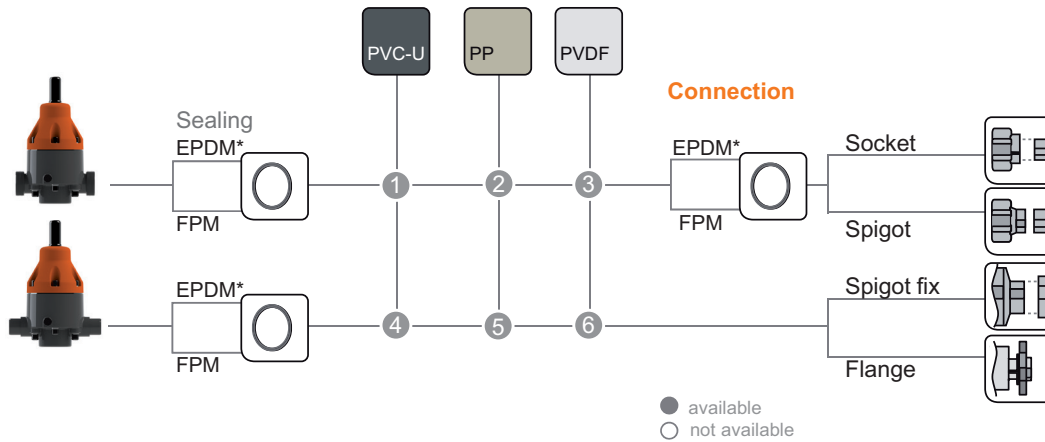 PVC-U
PP
PVDF
Connection
Sealing
EPDM*
FPM
1
2
3
EPDM*
FPM
Socket
Spigot
EPDM*
FPM
4
5
6
Spigot fix
Flange
available
not available